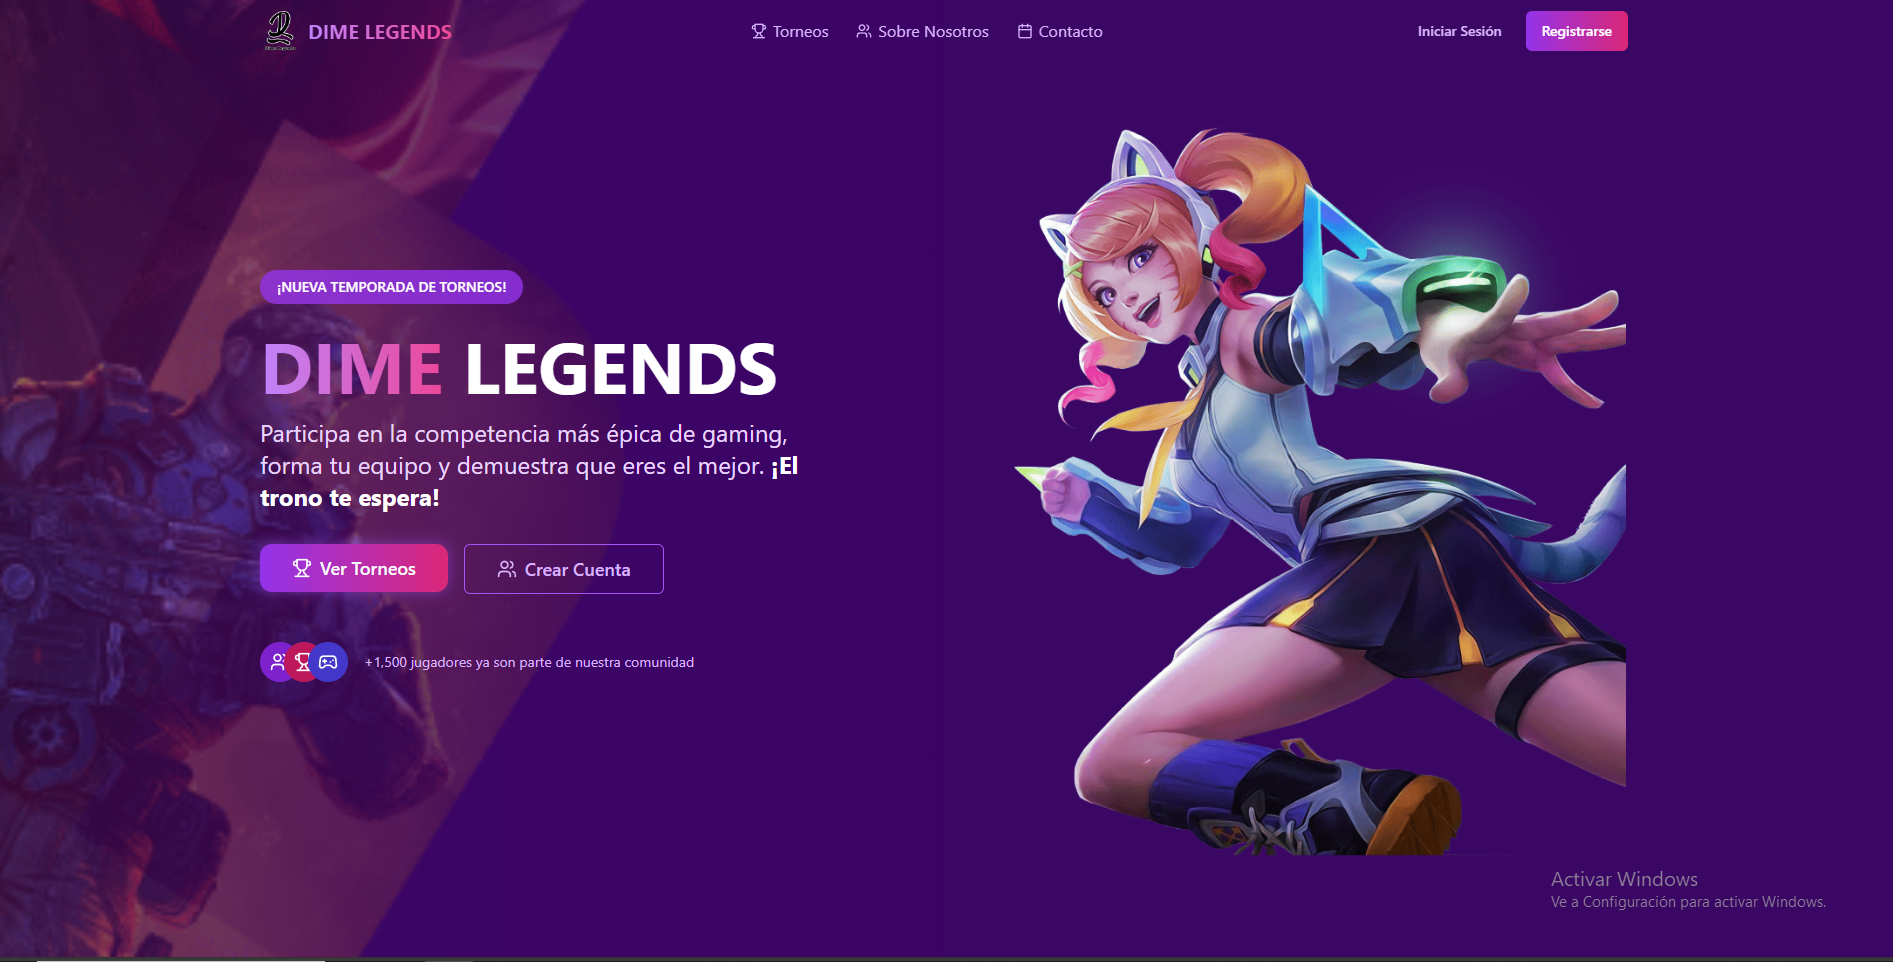 DIME LEGENDS
Torneos
Sobre Nosotros
Contacto
Iniciar Sesión
Registrarse
¡NUEVA TEMPORADA DE TORNEOS!
DIME LEGENDS
Participa en la competencia más épica de gaming,
forma tu equipo y demuestra que eres el mejor. ¡El
trono te espera!
Ver Torneos
Crear Cuenta
+1,500 jugadores ya son parte de nuestra comunidad
Activar Windows
Ve a Configuración para activar Windows.